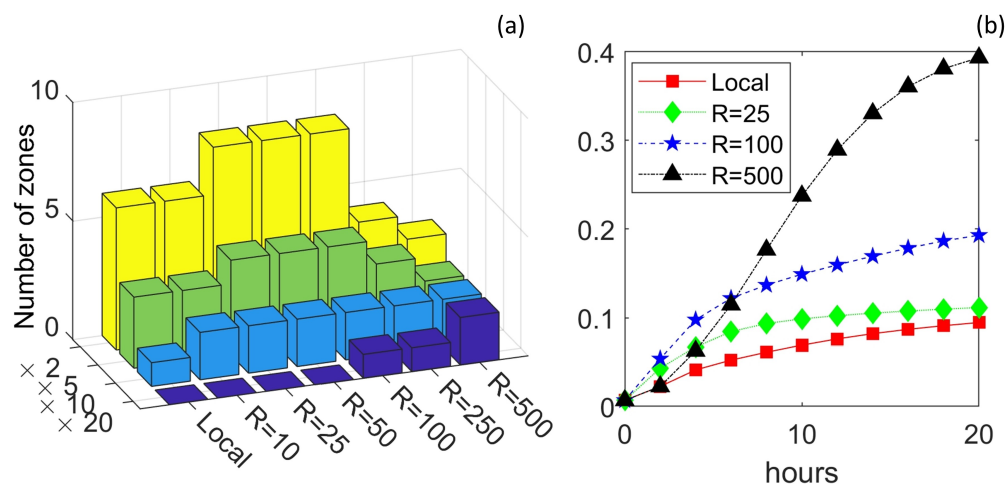 (a)
Number of zones
10
5
0
× 2
× 5
× 10
× 20
Local
R=10
R=25
R=50
R=100
R=250
R=500
(b)
0.4
0.3
0.2
0.1
0
0
10
20
hours
Local
R=25
R=100
R=500